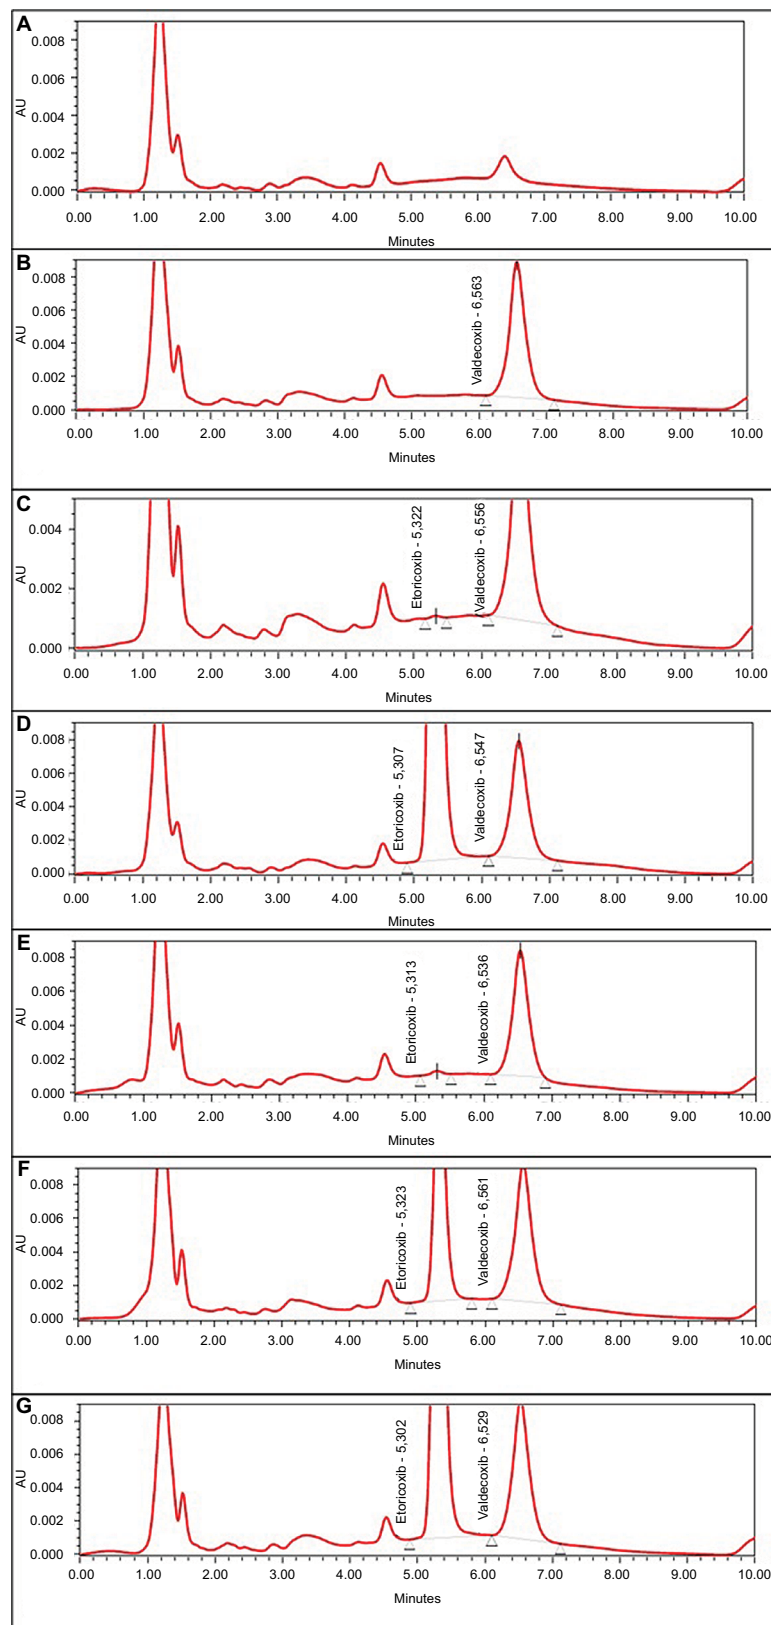 A
AU
0.008
0.006
0.004
0.002
0.000
0.00 1.00 2.00 3.00 4.00 5.00 6.00 7.00 8.00 9.00 10.00
Minutes
B
AU
0.008
0.006
0.004
0.002
0.000
Valdecoxib - 6,563
0.00 1.00 2.00 3.00 4.00 5.00 6.00 7.00 8.00 9.00 10.00
Minutes
C
AU
0.004
0.002
0.000
Etoricoxib - 5,322
Valdecoxib - 6,556
0.00 1.00 2.00 3.00 4.00 5.00 6.00 7.00 8.00 9.00 10.00
Minutes
D
AU
0.008
0.006
0.004
0.002
0.000
Etoricoxib - 5,307
Valdecoxib - 6,547
0.00 1.00 2.00 3.00 4.00 5.00 6.00 7.00 8.00 9.00 10.00
Minutes
E
AU
0.008
0.006
0.004
0.002
0.000
Etoricoxib - 5,313
Valdecoxib - 6,536
0.00 1.00 2.00 3.00 4.00 5.00 6.00 7.00 8.00 9.00 10.00
Minutes
F
AU
0.008
0.006
0.004
0.002
0.000
Etoricoxib - 5,323
Valdecoxib - 6,561
0.00 1.00 2.00 3.00 4.00 5.00 6.00 7.00 8.00 9.00 10.00
Minutes
G
AU
0.008
0.006
0.004
0.002
0.000
Etoricoxib - 5,302
Valdecoxib - 6,529
0.00 1.00 2.00 3.00 4.00 5.00 6.00 7.00 8.00 9.00 10.00
Minutes